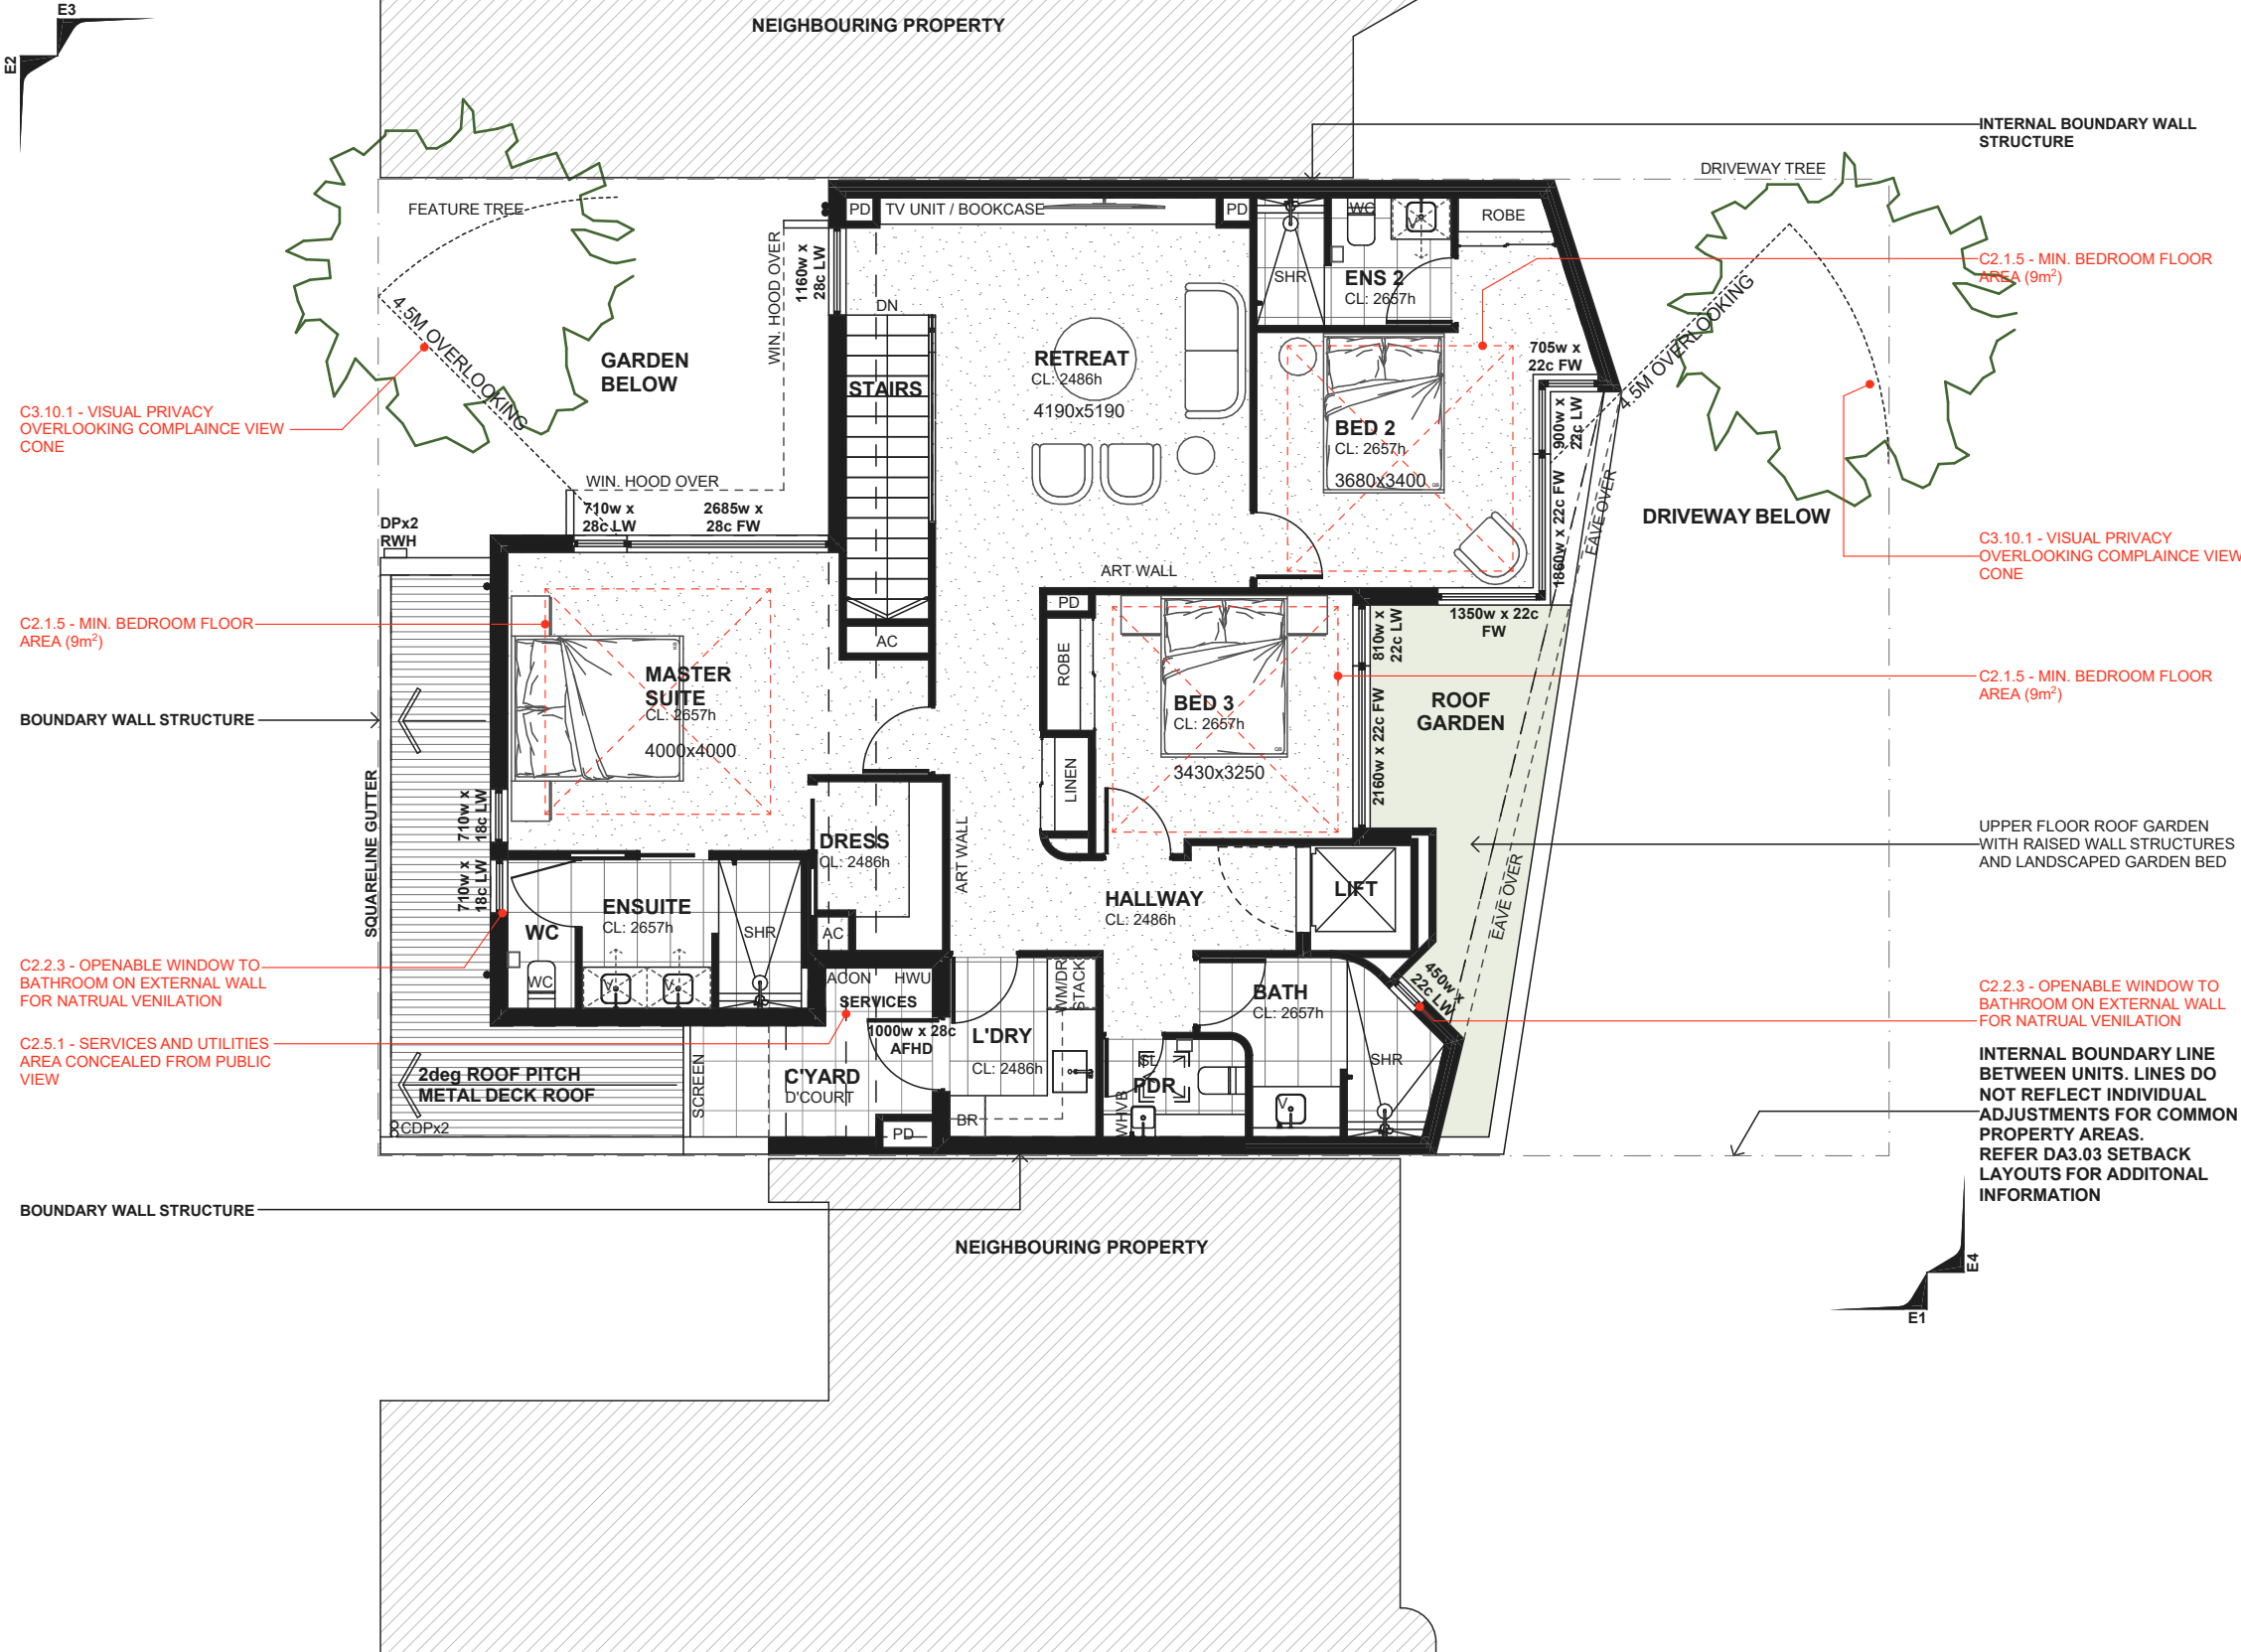 E3
E2
NEIGHBOURING PROPERTY
INTERNAL BOUNDARY WALL
STRUCTURE
DRIVEWAY TREE
FEATURE TREE
PD
TV UNIT / BOOKCASE
PD
WC
V
ROBE
C2.1.5 - MIN. BEDROOM FLOOR
AREA (9m²)
WIN. HOOD OVER
1160w x
28c LW
SHR
ENS 2
CL: 2657h
DN
4.5M OVERLOOKING
GARDEN
BELOW
STAIRS
RETREAT
CL: 2486h
4190x5190
705w x
22c FW
4.5M OVERLOOKING
C3.10.1 - VISUAL PRIVACY
OVERLOOKING COMPLAINCE VIEW
CONE
BED 2
CL: 2657h
3680x3400
900w x
22c LW
WIN. HOOD OVER
710w x
28c LW
2685w x
28c FW
1860w x 22c FW
EAVE OVER
DRIVEWAY BELOW
DPx2
RWH
C3.10.1 - VISUAL PRIVACY
OVERLOOKING COMPLAINCE VIEW
CONE
ART WALL
PD
C2.1.5 - MIN. BEDROOM FLOOR
AREA (9m²)
AC
ROBE
810w x
22c LW
1350w x 22c
FW
MASTER
SUITE
CL: 2657h
4000x4000
BED 3
CL: 2657h
3430x3250
2160w x 22c FW
ROOF
GARDEN
C2.1.5 - MIN. BEDROOM FLOOR
AREA (9m²)
BOUNDARY WALL STRUCTURE
SQUARELINE GUTTER
710w x
18c LW
LINEN
DRESS
CL: 2486h
ART WALL
UPPER FLOOR ROOF GARDEN
WITH RAISED WALL STRUCTURES
AND LANDSCAPED GARDEN BED
710w x
18c LW
ENSUITE
CL: 2657h
WC
SHR
AC
HALLWAY
CL: 2486h
LIFT
EAVE OVER
C2.2.3 - OPENABLE WINDOW TO
BATHROOM ON EXTERNAL WALL
FOR NATRUAL VENILATION
WC
V
V
ACON
HWU
SERVICES
WM/DR
STACK
BATH
CL: 2657h
450w x
22c LW
C2.2.3 - OPENABLE WINDOW TO
BATHROOM ON EXTERNAL WALL
FOR NATRUAL VENILATION
C2.5.1 - SERVICES AND UTILITIES
AREA CONCEALED FROM PUBLIC
VIEW
1000w x 28c
AFHD
L'DRY
CL: 2486h
SL
PDR
SHR
2deg ROOF PITCH
METAL DECK ROOF
SCREEN
C'YARD
D'COURT
WHVB
V
CDPx2
PD
BR
INTERNAL BOUNDARY LINE
BETWEEN UNITS. LINES DO
NOT REFLECT INDIVIDUAL
ADJUSTMENTS FOR COMMON
PROPERTY AREAS.
REFER DA3.03 SETBACK
LAYOUTS FOR ADDITONAL
INFORMATION
BOUNDARY WALL STRUCTURE
NEIGHBOURING PROPERTY
E4
E1